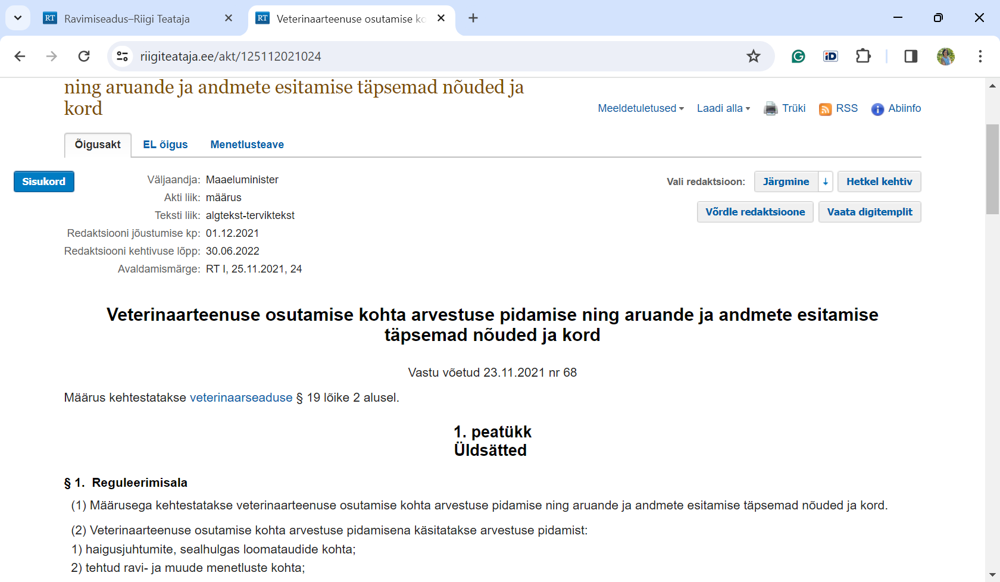 RT Ravimiseadus–Riigi Teataja
RT Veterinaarteenuse osutamise ko
riigiteataja.ee/akt/125112021024
iD
ning aruande ja andmete esitamise täpsemad nõuded ja
kord
Meeldetuletused Laadi alla Trüki RSS Abiinfo
Õigusakt EL õigus Menetlusteave
Sisukord
Väljaandja: Maaeluminister
Akti liik: määrus
Teksti liik: algtekst-terviktekst
Redaktsiooni jõustumise kp: 01.12.2021
Redaktsiooni kehtivuse lõpp: 30.06.2022
Avaldamismärge: RT I, 25.11.2021, 24
Vali redaktsioon: Järgmine ↓ Hetkel kehtiv
Võrdle redaktsioone Vaata digitemplit
Veterinaarteenuse osutamise kohta arvestuse pidamise ning aruande ja andmete esitamise
täpsemad nõuded ja kord
Vastu võetud 23.11.2021 nr 68
Määrus kehtestatakse veterinaarseaduse § 19 lõike 2 alusel.
1. peatükk
Üldsätted
§ 1. Reguleerimisala
(1) Määrusega kehtestatakse veterinaarteenuse osutamise kohta arvestuse pidamise ning aruande ja andmete esitamise täpsemad nõuded ja kord.
(2) Veterinaarteenuse osutamise kohta arvestuse pidamisena käsitatakse arvestuse pidamist:
1) haigusjuhtumite, sealhulgas loomataudide kohta;
2) tehtud ravi- ja muude menetluste kohta;